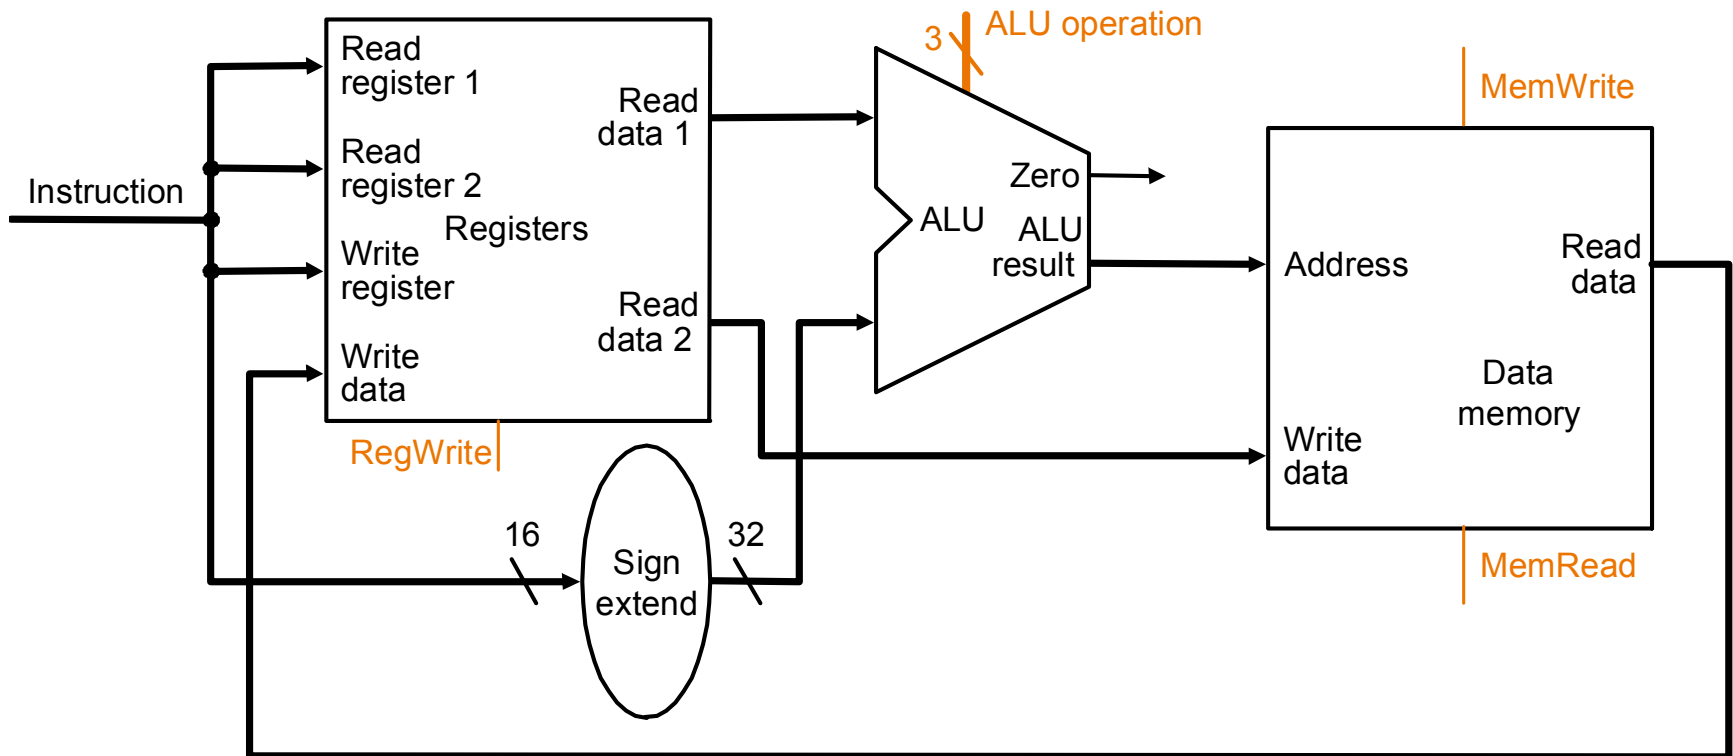 Instruction
Read
register 1
Read
register 2
Registers
Write
register
Write
data
Read
data 1
Read
data 2
RegWrite
16
Sign
extend
32
3
ALU operation
Zero
ALU
ALU
result
MemWrite
Address
Read
data
Data
memory
Write
data
MemRead